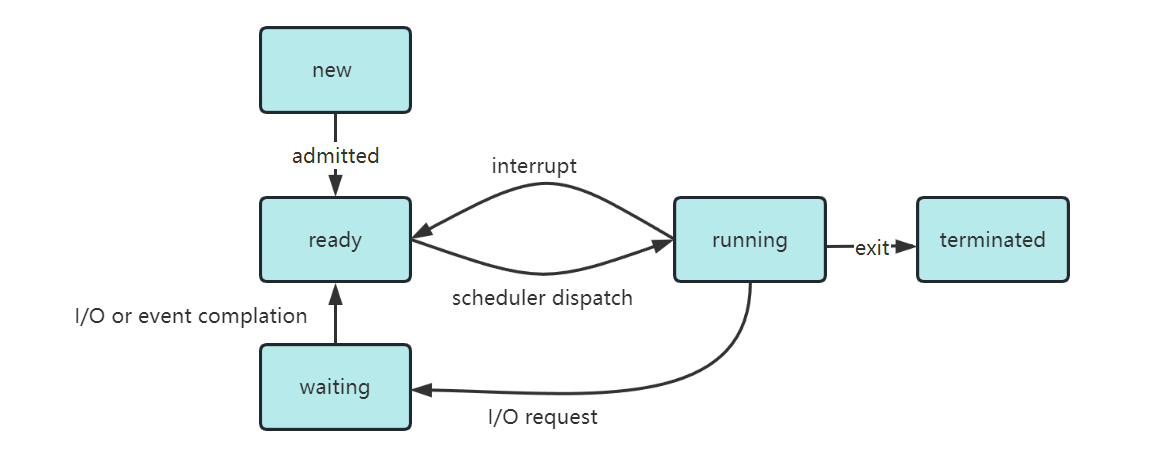 new
admitted
interrupt
ready
running
exit
terminated
scheduler dispatch
I/O or event complation
waiting
I/O request